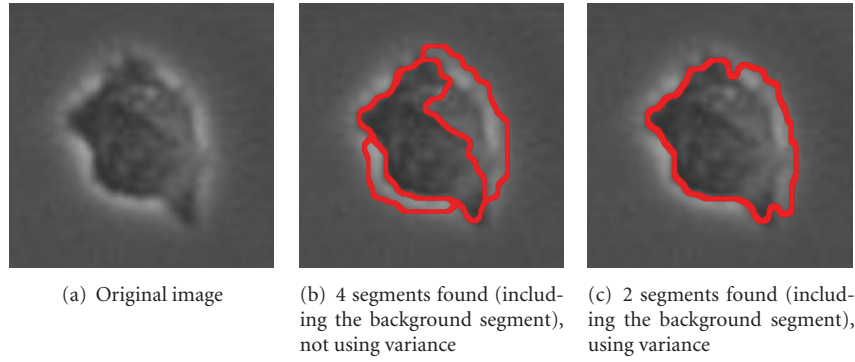 (a) Original image
(b) 4 segments found (includ-
ing the background segment),
not using variance
(c) 2 segments found (includ-
ing the background segment),
using variance